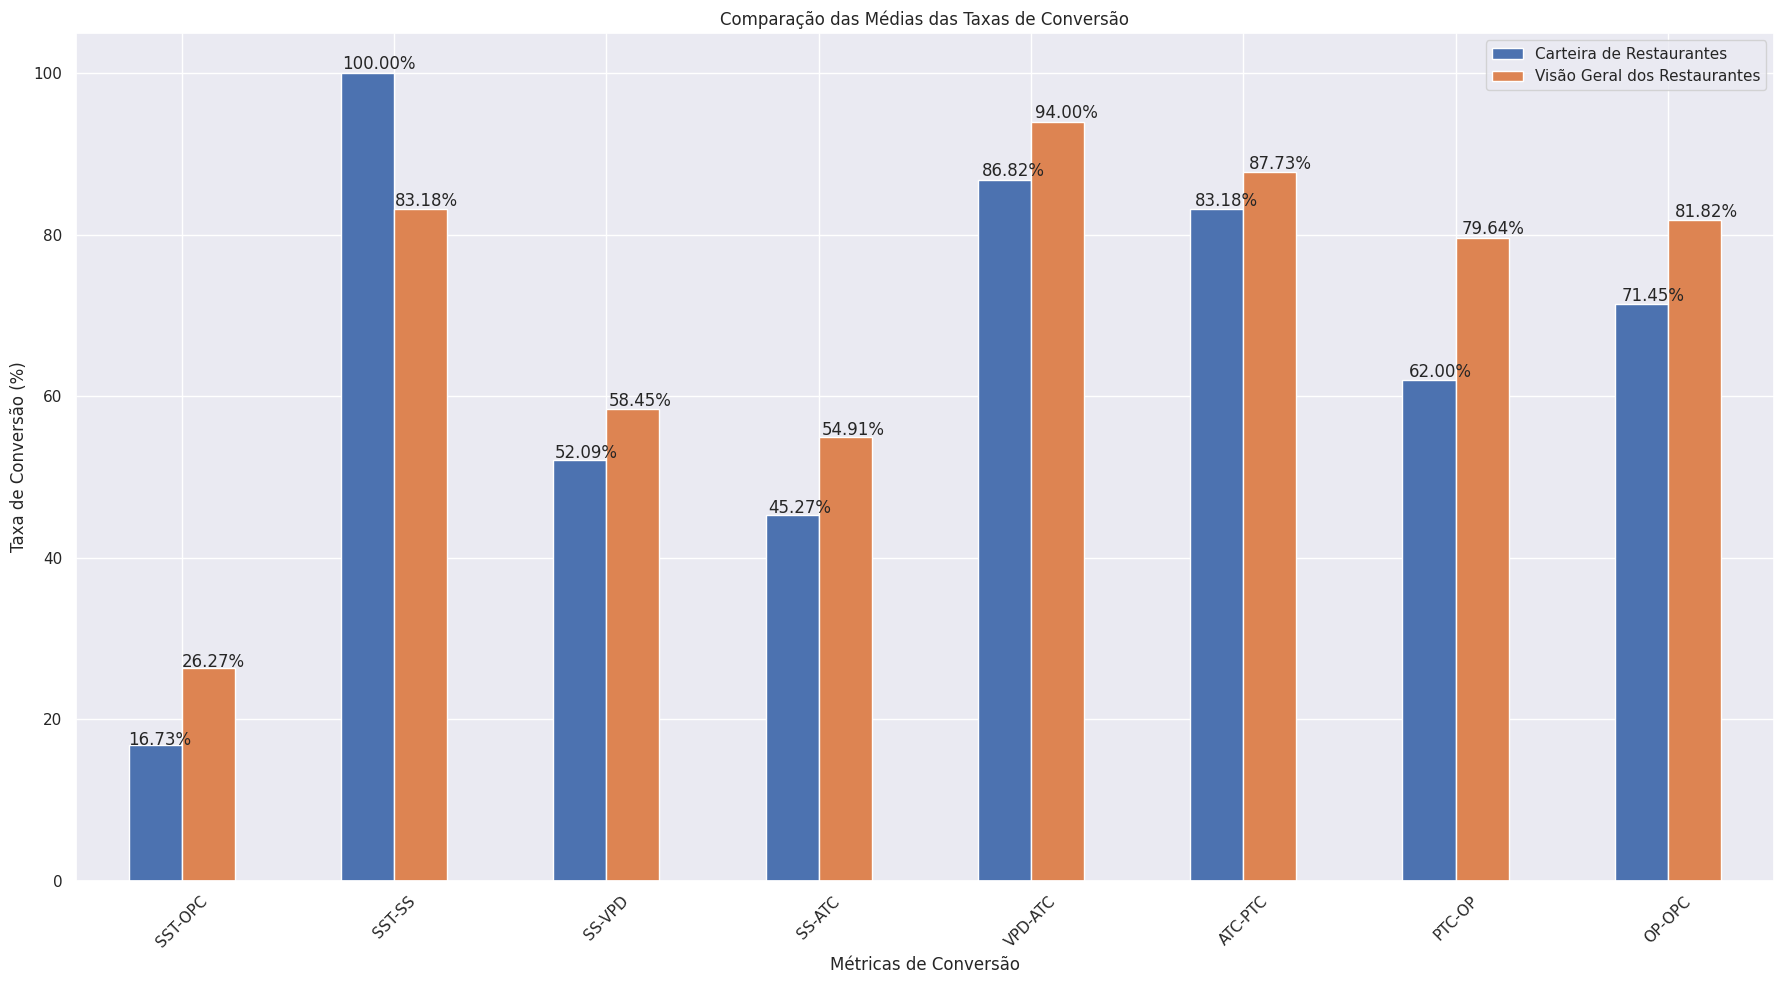 Comparação das Médias das Taxas de Conversão
Carteira de Restaurantes
Visão Geral dos Restaurantes
Taxa de Conversão (%)
100
80
60
40
20
0
16.73%
26.27%
100.00%
83.18%
52.09%
58.45%
45.27%
54.91%
86.82%
94.00%
83.18%
87.73%
62.00%
79.64%
71.45%
81.82%
SST-OPC
SST-SS
SS-VPD
SS-ATC
VPD-ATC
ATC-PTC
PTC-OP
OP-OPC
Métricas de Conversão